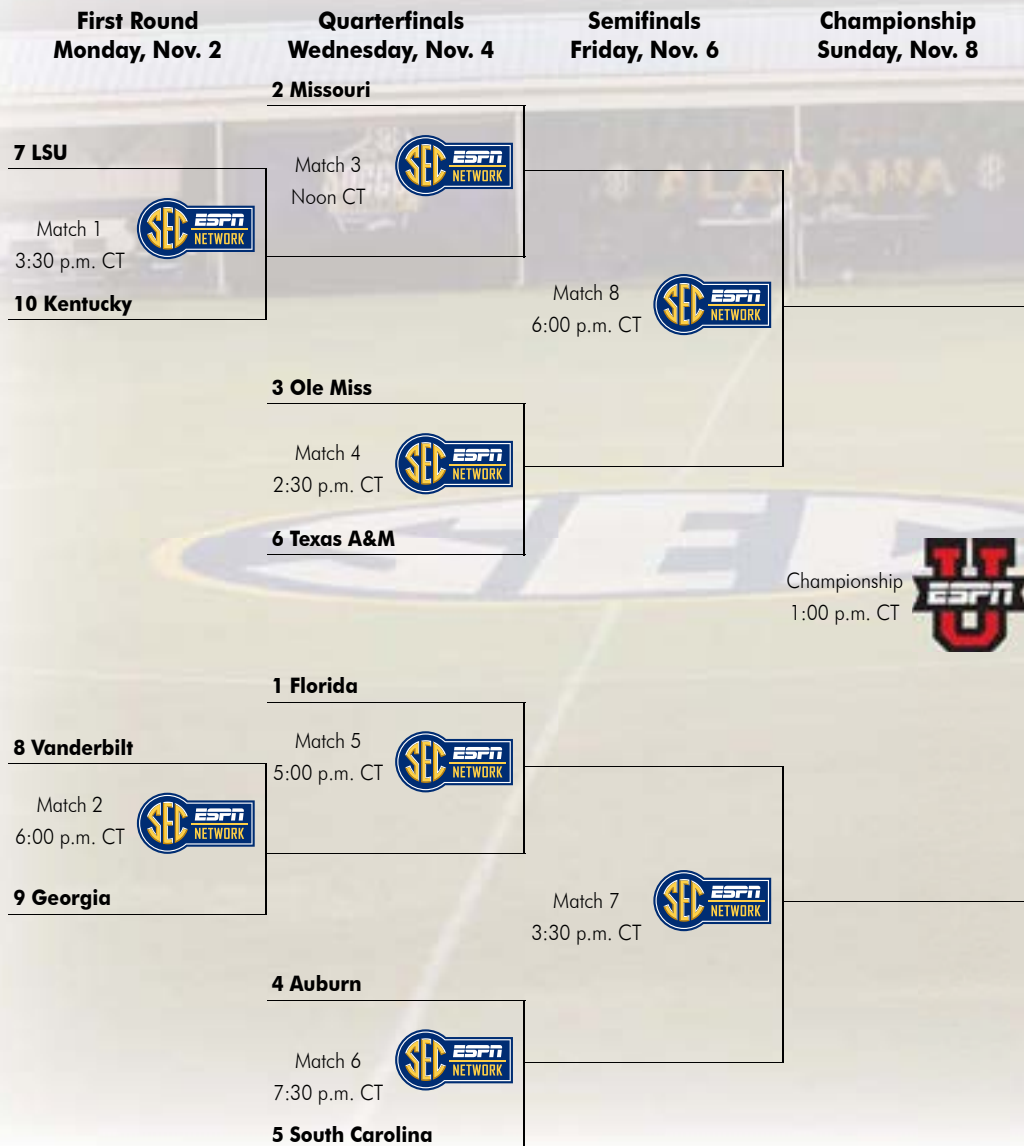 First Round
Monday, Nov. 2
Quarterfinals
Wednesday, Nov. 4
Semifinals
Friday, Nov. 6
Championship
Sunday, Nov. 8
7 LSU
Match 1
3:30 p.m. CT
SEC ESPN
NETWORK
10 Kentucky
8 Vanderbilt
Match 2
6:00 p.m. CT
SEC ESPN
NETWORK
9 Georgia
2 Missouri
Match 3
Noon CT
SEC ESPN
NETWORK
3 Ole Miss
Match 4
2:30 p.m. CT
SEC ESPN
NETWORK
6 Texas A&M
1 Florida
Match 5
5:00 p.m. CT
SEC ESPN
NETWORK
4 Auburn
Match 6
7:30 p.m. CT
SEC ESPN
NETWORK
5 South Carolina
Match 8
6:00 p.m. CT
SEC ESPN
NETWORK
Match 7
3:30 p.m. CT
SEC ESPN
NETWORK
Championship
1:00 p.m. CT
U
ESPN
ALABAMA
SEC